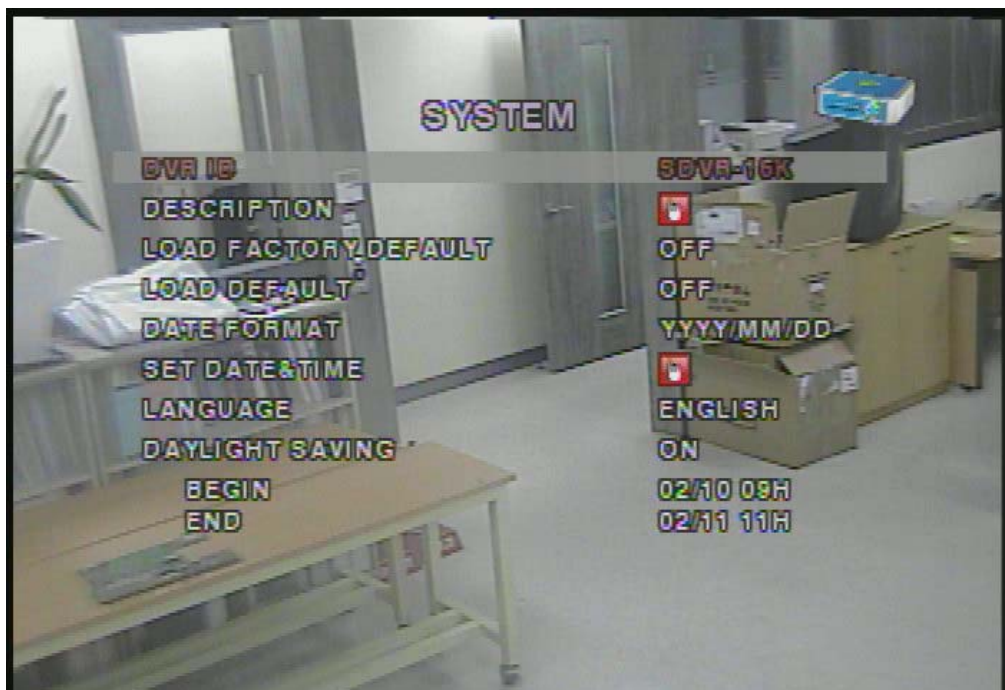 SYSTEM
DVR ID SDVR-16K
DESCRIPTION
LOAD FACTORY DEFAULT OFF
LOAD DEFAULT OFF
DATE FORMAT YYYY/MM/DD
SET DATE&TIME
LANGUAGE ENGLISH
DAYLIGHT SAVING ON
BEGIN 02/10 09H
END 02/11 11H